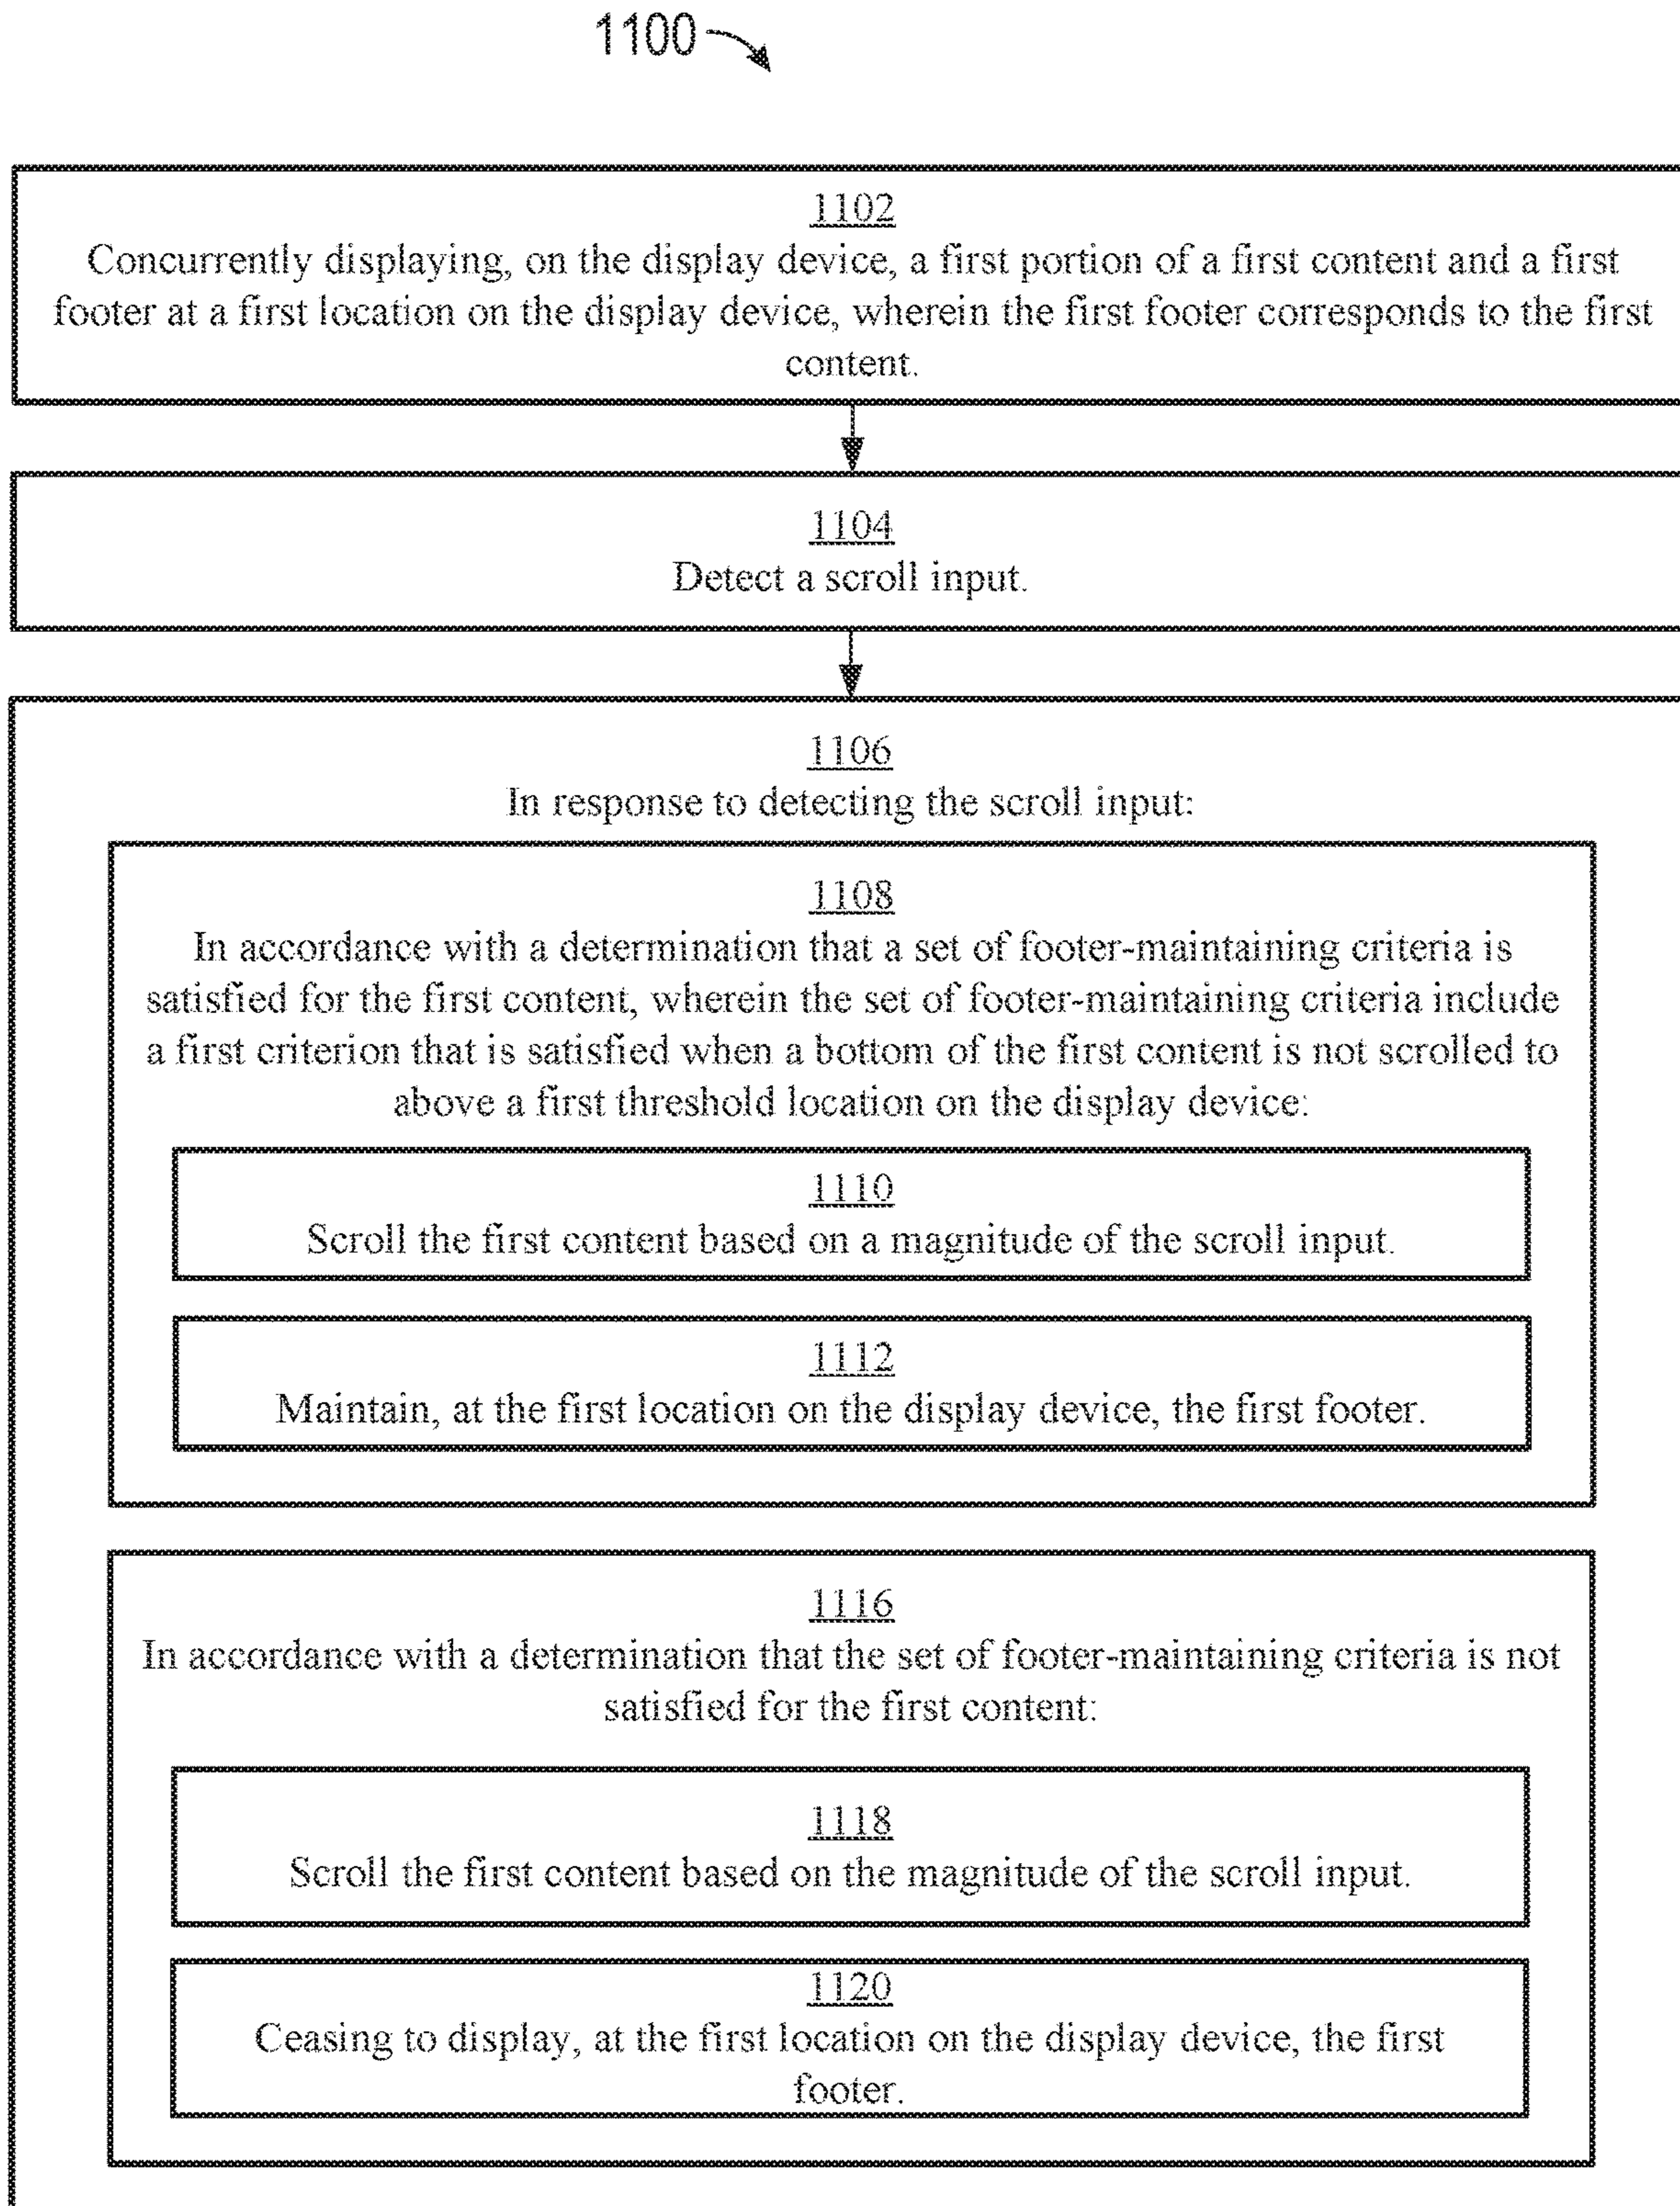 1100
1102
Concurrently displaying, on the display device, a first portion of a first content and a first
footer at a first location on the display device, wherein the first footer corresponds to the first
content.
1104
Detect a scroll input.
1106
In response to detecting the scroll input:
1108
In accordance with a determination that a set of footer-maintaining criteria is
satisfied for the first content, wherein the set of footer-maintaining criteria include
a first criterion that is satisfied when a bottom of the first content is not scrolled to
above a first threshold location on the display device:
1110
Scroll the first content based on a magnitude of the scroll input.
1112
Maintain, at the first location on the display device, the first footer.
1116
In accordance with a determination that the set of footer-maintaining criteria is not
satisfied for the first content:
1118
Scroll the first content based on the magnitude of the scroll input.
1120
Ceasing to display, at the first location on the display device, the first
footer.